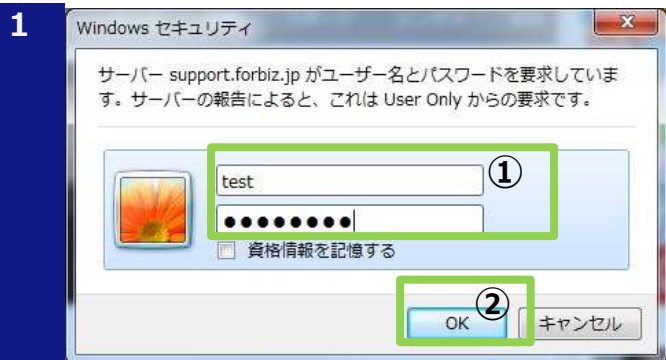 1
Windows セキュリティ
サーバー support.forbiz.jp がユーザー名とパスワードを要求していま
す。サーバーの報告によると、これは User Only からの要求です。
①
test
●●●●●●●●
資格情報を記憶する
②
OK
キャンセル